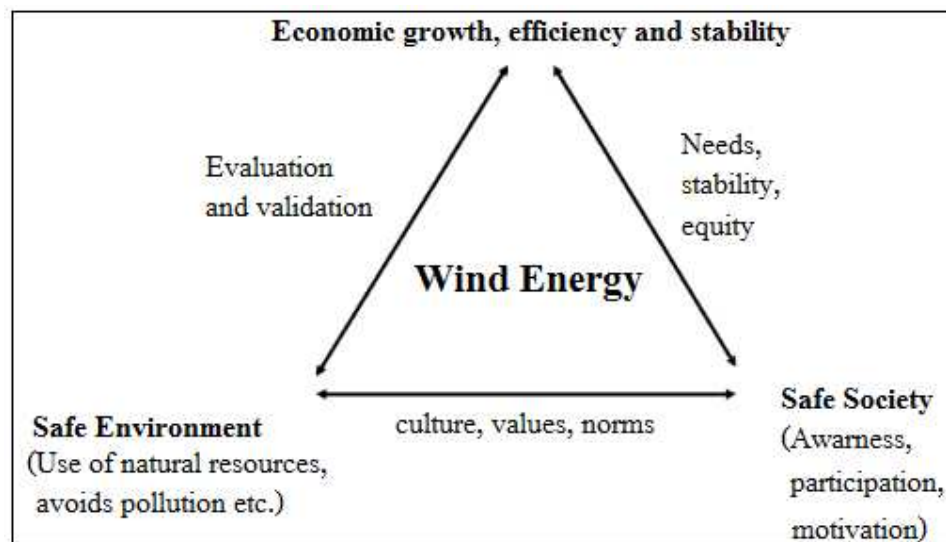 Economic growth, efficiency and stability
Evaluation
and validation
Needs,
stability,
equity
Wind Energy
culture, values, norms
Safe Environment
(Use of natural resources,
avoids pollution etc.)
Safe Society
(Awarness,
participation,
motivation)